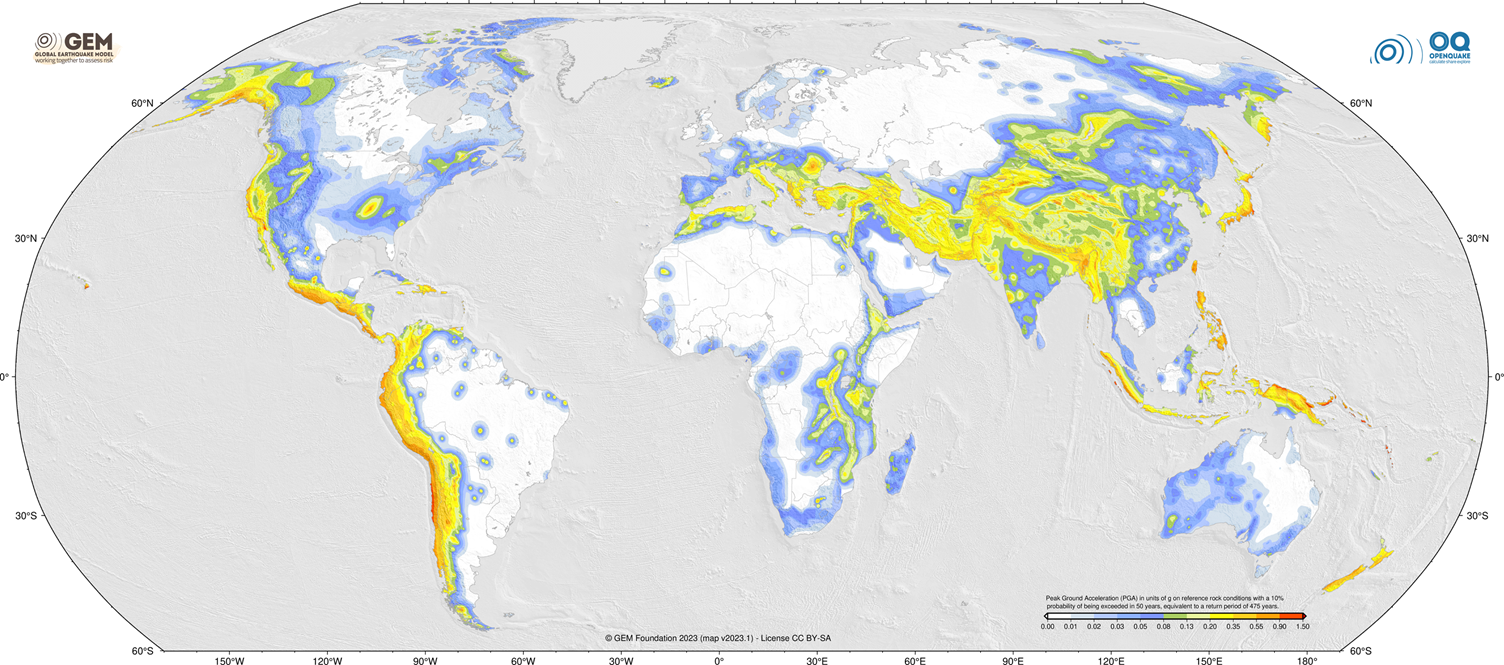 GEM
GLOBAL EARTHQUAKE MODEL
working together to assess risk
OQ
OPENQUAKE
calculate share explore
60°N
60°N
30°N
30°N
0°
0°
30°S
30°S
Peak Ground Acceleration (PGA) in units of g on reference rock conditions with a 10%
probability of being exceeded in 50 years, equivalent to a return period of 475 years.
0.00 0.01 0.02 0.03 0.05 0.08 0.13 0.20 0.35 0.55 0.90 1.50
© GEM Foundation 2023 (map v2023.1) - License CC BY-SA
60°S
60°S
150°W 120°W 90°W 60°W 30°W 0° 30°E 60°E 90°E 120°E 150°E 180°